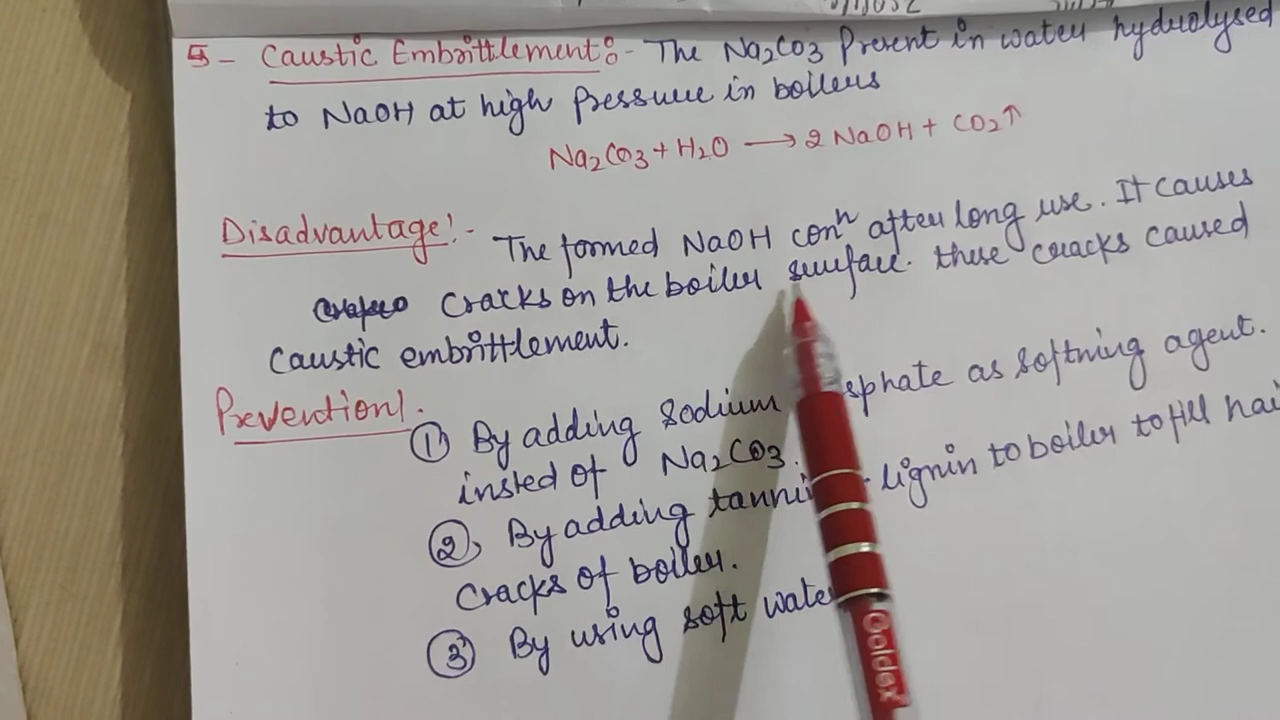 5- Caustic Embrittlement:- The Na2CO3 Present in water hydrolysed
to NaOH at high Pressure in boilers
Na2CO3 + H2O → 2 NaOH + CO2↑
Disadvantage:- The formed NaOH conn after long use. It causes
cracks on the boiler surface. these cracks caused
Caustic embrittlement.
Prevention!- ① By adding Sodium sphate as softning agent.
insted of Na2CO3.
②, By adding tanni lignin to boiler to fill hai
Cracks of boiler.
③ By using soft wate
Goldex